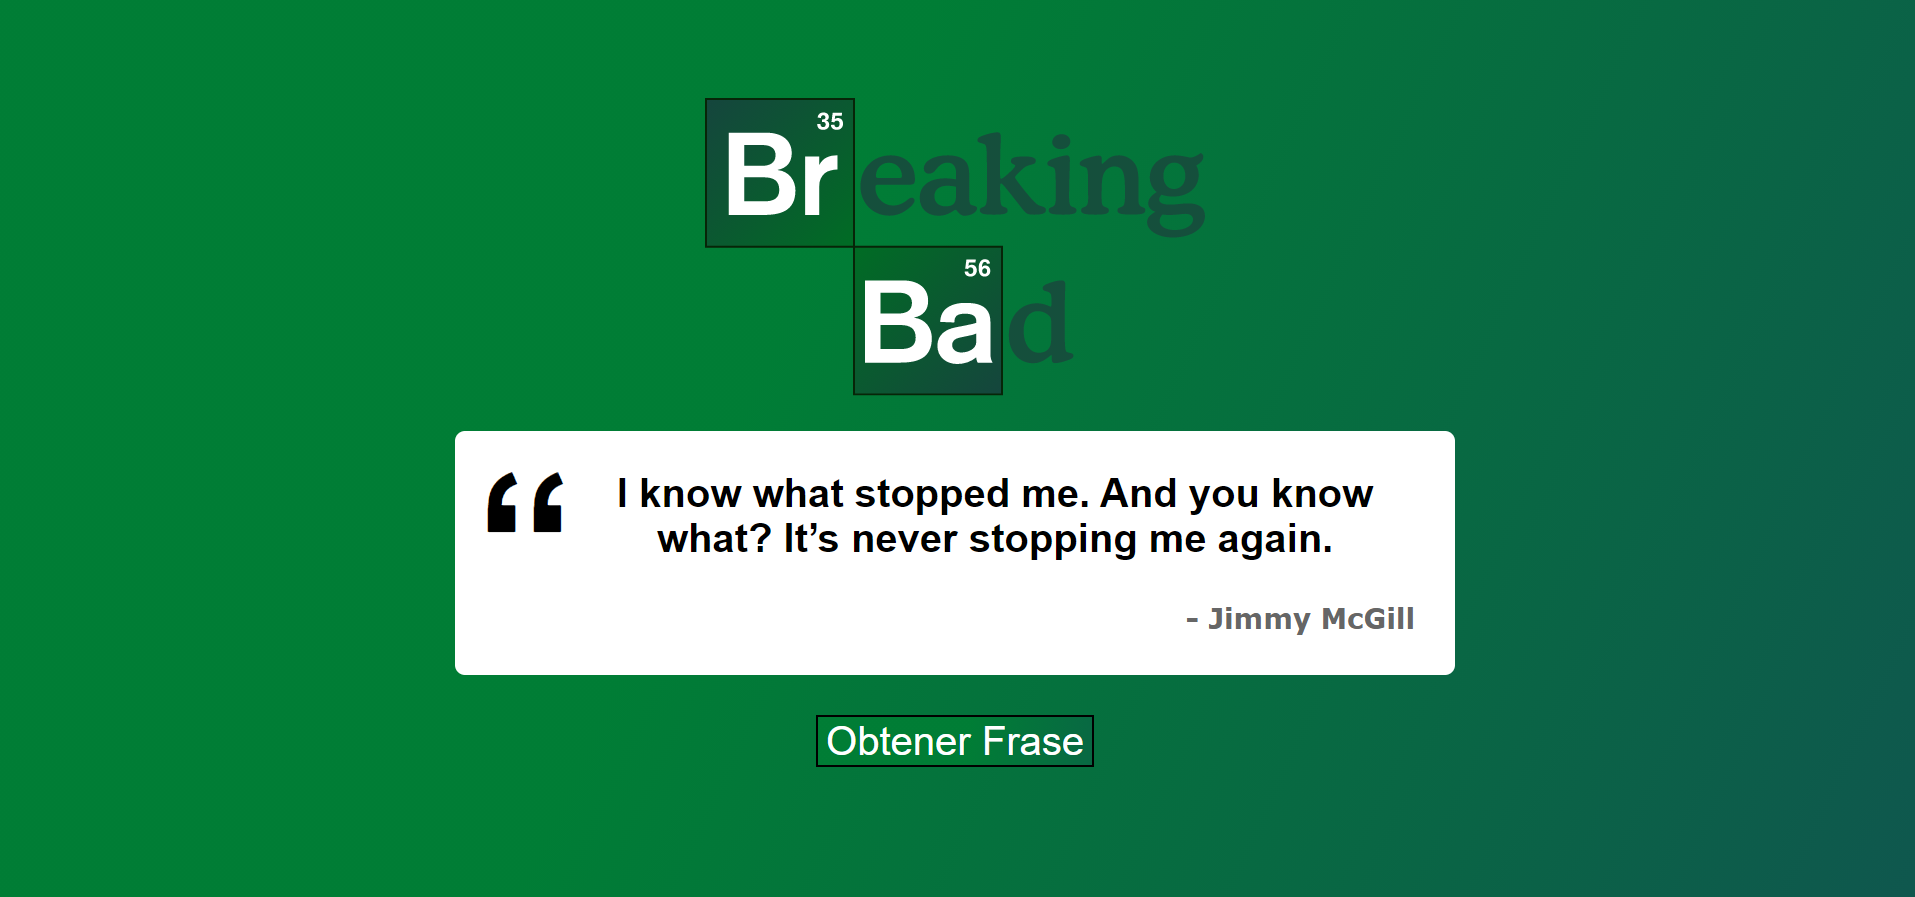 35
Breaking
56
Bad
“ I know what stopped me. And you know
what? It’s never stopping me again.
- Jimmy McGill
Obtener Frase